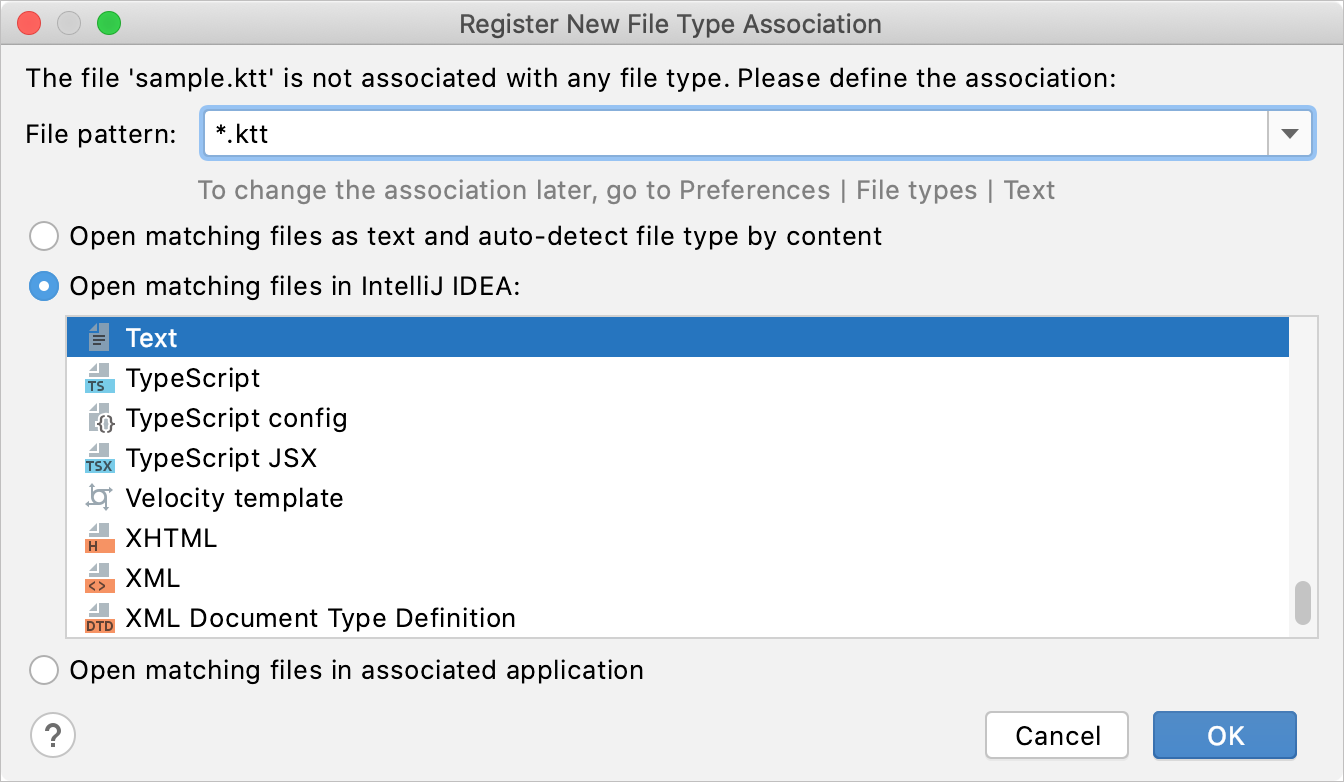 Register New File Type Association
The file 'sample.ktt' is not associated with any file type. Please define the association:
File pattern: *.ktt
To change the association later, go to Preferences | File types | Text
Open matching files as text and auto-detect file type by content
Open matching files in IntelliJ IDEA:
Text
TS TypeScript
{} TypeScript config
TSX TypeScript JSX
Velocity template
H XHTML
<> XML
DTD XML Document Type Definition
Open matching files in associated application
? Cancel OK